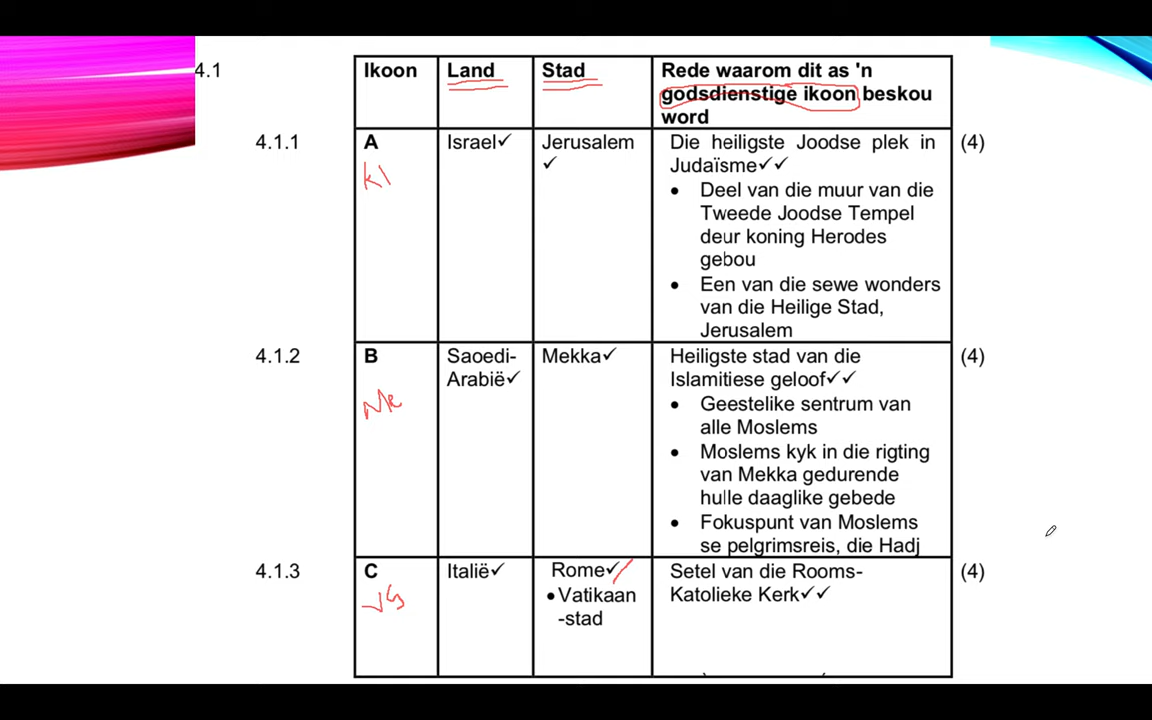 4.1
Ikoon
Land
Stad
Rede waarom dit as 'n
godsdienstige ikoon beskou
word
4.1.1
A
Israel✓
Jerusalem
✓
Die heiligste Joodse plek in
Judaïsme✓✓
• Deel van die muur van die
Tweede Joodse Tempel
deur koning Herodes
gebou
• Een van die sewe wonders
van die Heilige Stad,
Jerusalem
(4)
Kl
4.1.2
B
Saoedi-
Arabië✓
Mekka✓
Heiligste stad van die
Islamitiese geloof✓✓
• Geestelike sentrum van
alle Moslems
• Moslems kyk in die rigting
van Mekka gedurende
hulle daaglikse gebede
• Fokuspunt van Moslems
se pelgrimsreis, die Hadj
(4)
4.1.3
C
Italië✓
Rome✓
•Vatikaan
-stad
Setel van die Rooms-
Katolieke Kerk✓✓
(4)